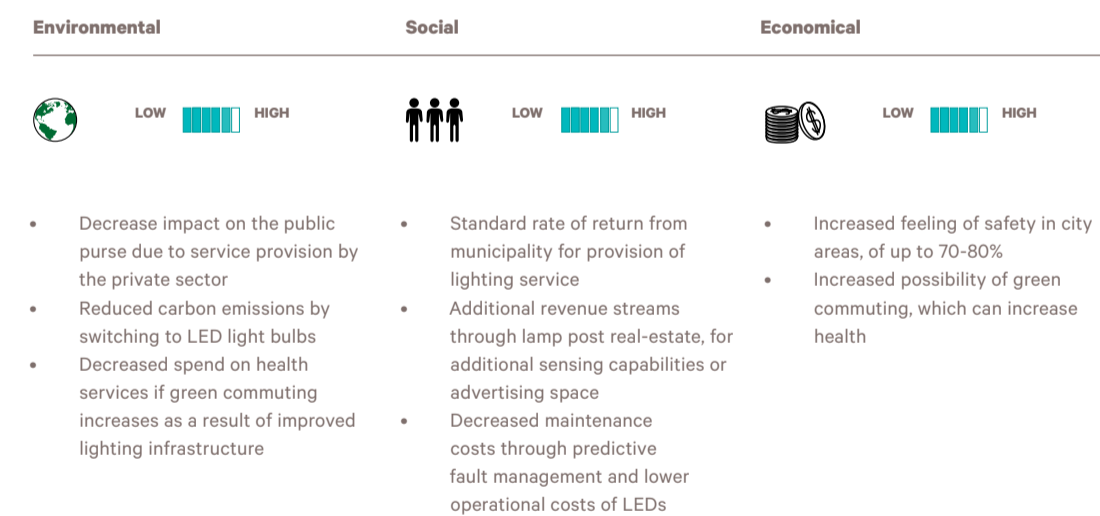 Environmental
Social
Economical
LOW HIGH
LOW HIGH
LOW HIGH
• Decrease impact on the public
purse due to service provision by
the private sector
• Reduced carbon emissions by
switching to LED light bulbs
• Decreased spend on health
services if green commuting
increases as a result of improved
lighting infrastructure
• Standard rate of return from
municipality for provision of
lighting service
• Additional revenue streams
through lamp post real-estate, for
additional sensing capabilities or
advertising space
• Decreased maintenance
costs through predictive
fault management and lower
operational costs of LEDs
• Increased feeling of safety in city
areas, of up to 70-80%
• Increased possibility of green
commuting, which can increase
health